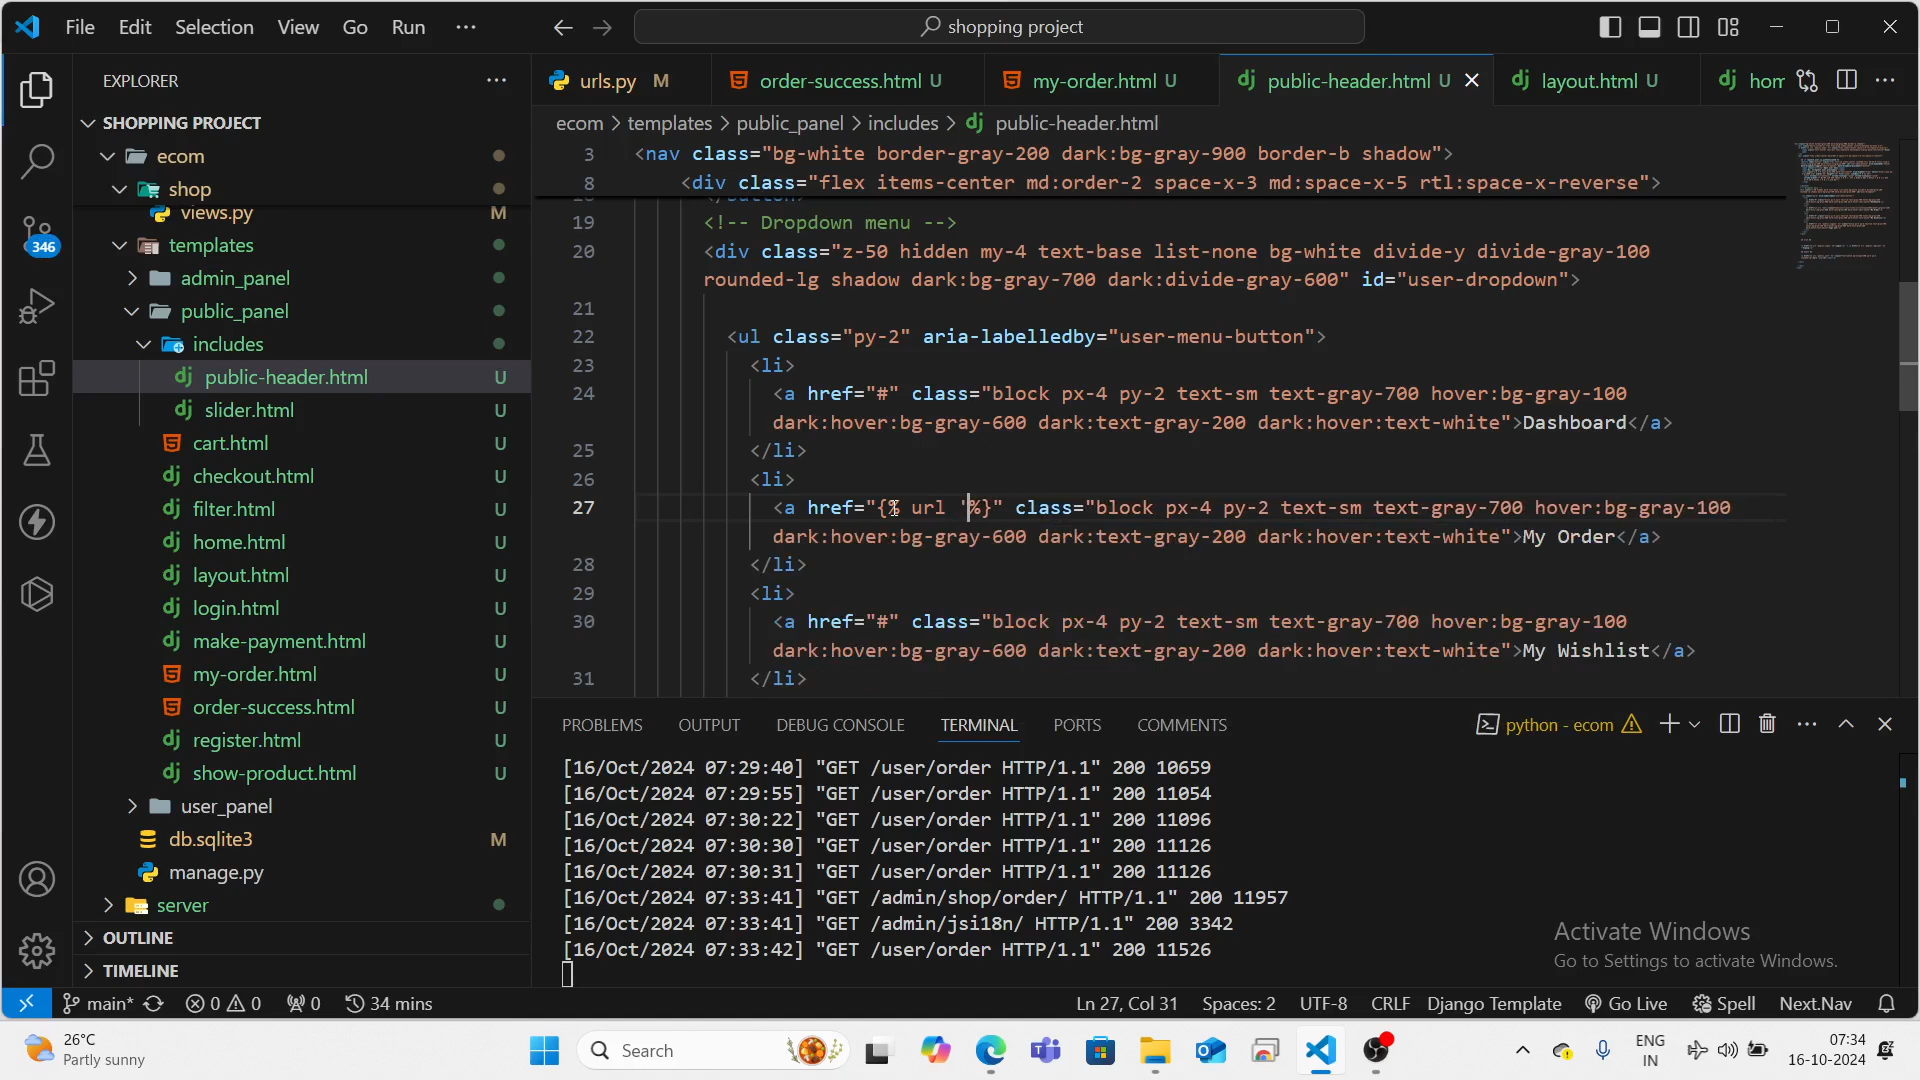 File Edit Selection View Go Run ··· shopping project
EXPLORER ···
SHOPPING PROJECT
ecom
shop
views.py M
templates
admin_panel
public_panel
includes
public-header.html U
slider.html U
cart.html U
checkout.html U
filter.html U
home.html U
layout.html U
login.html U
make-payment.html U
my-order.html U
order-success.html U
register.html U
show-product.html U
user_panel
db.sqlite3 M
manage.py
server
OUTLINE
TIMELINE
346
urls.py M order-success.html U my-order.html U public-header.html U layout.html U hom
ecom > templates > public_panel > includes > public-header.html
3 <nav class="bg-white border-gray-200 dark:bg-gray-900 border-b shadow">
8 <div class="flex items-center md:order-2 space-x-3 md:space-x-5 rtl:space-x-reverse">
18 </button>
19 <!-- Dropdown menu -->
20 <div class="z-50 hidden my-4 text-base list-none bg-white divide-y divide-gray-100
rounded-lg shadow dark:bg-gray-700 dark:divide-gray-600" id="user-dropdown">
21
22 <ul class="py-2" aria-labelledby="user-menu-button">
23 <li>
24 <a href="#" class="block px-4 py-2 text-sm text-gray-700 hover:bg-gray-100
dark:hover:bg-gray-600 dark:text-gray-200 dark:hover:text-white">Dashboard</a>
25 </li>
26 <li>
27 <a href="{% url '%}" class="block px-4 py-2 text-sm text-gray-700 hover:bg-gray-100
dark:hover:bg-gray-600 dark:text-gray-200 dark:hover:text-white">My Order</a>
28 </li>
29 <li>
30 <a href="#" class="block px-4 py-2 text-sm text-gray-700 hover:bg-gray-100
dark:hover:bg-gray-600 dark:text-gray-200 dark:hover:text-white">My Wishlist</a>
31 </li>
PROBLEMS OUTPUT DEBUG CONSOLE TERMINAL PORTS COMMENTS python - ecom
[16/Oct/2024 07:29:40] "GET /user/order HTTP/1.1" 200 10659
[16/Oct/2024 07:29:55] "GET /user/order HTTP/1.1" 200 11054
[16/Oct/2024 07:30:22] "GET /user/order HTTP/1.1" 200 11096
[16/Oct/2024 07:30:30] "GET /user/order HTTP/1.1" 200 11126
[16/Oct/2024 07:30:31] "GET /user/order HTTP/1.1" 200 11126
[16/Oct/2024 07:33:41] "GET /admin/shop/order/ HTTP/1.1" 200 11957
[16/Oct/2024 07:33:41] "GET /admin/jsi18n/ HTTP/1.1" 200 3342
[16/Oct/2024 07:33:42] "GET /user/order HTTP/1.1" 200 11526
Activate Windows
Go to Settings to activate Windows.
main* 0 0 0 34 mins Ln 27, Col 31 Spaces: 2 UTF-8 CRLF Django Template Go Live Spell Next.Nav
26°C
Partly sunny
Search
ENG
IN
07:34
16-10-2024